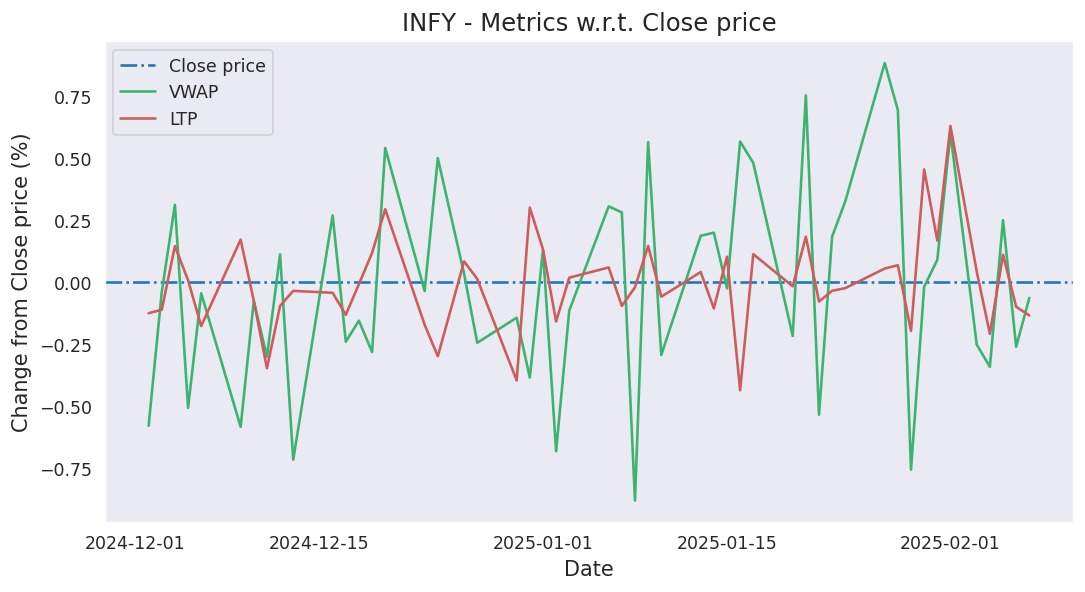 INFY - Metrics w.r.t. Close price
Close price
VWAP
LTP
Change from Close price (%)
0.75
0.50
0.25
0.00
−0.25
−0.50
−0.75
2024-12-01 2024-12-15 2025-01-01 2025-01-15 2025-02-01
Date